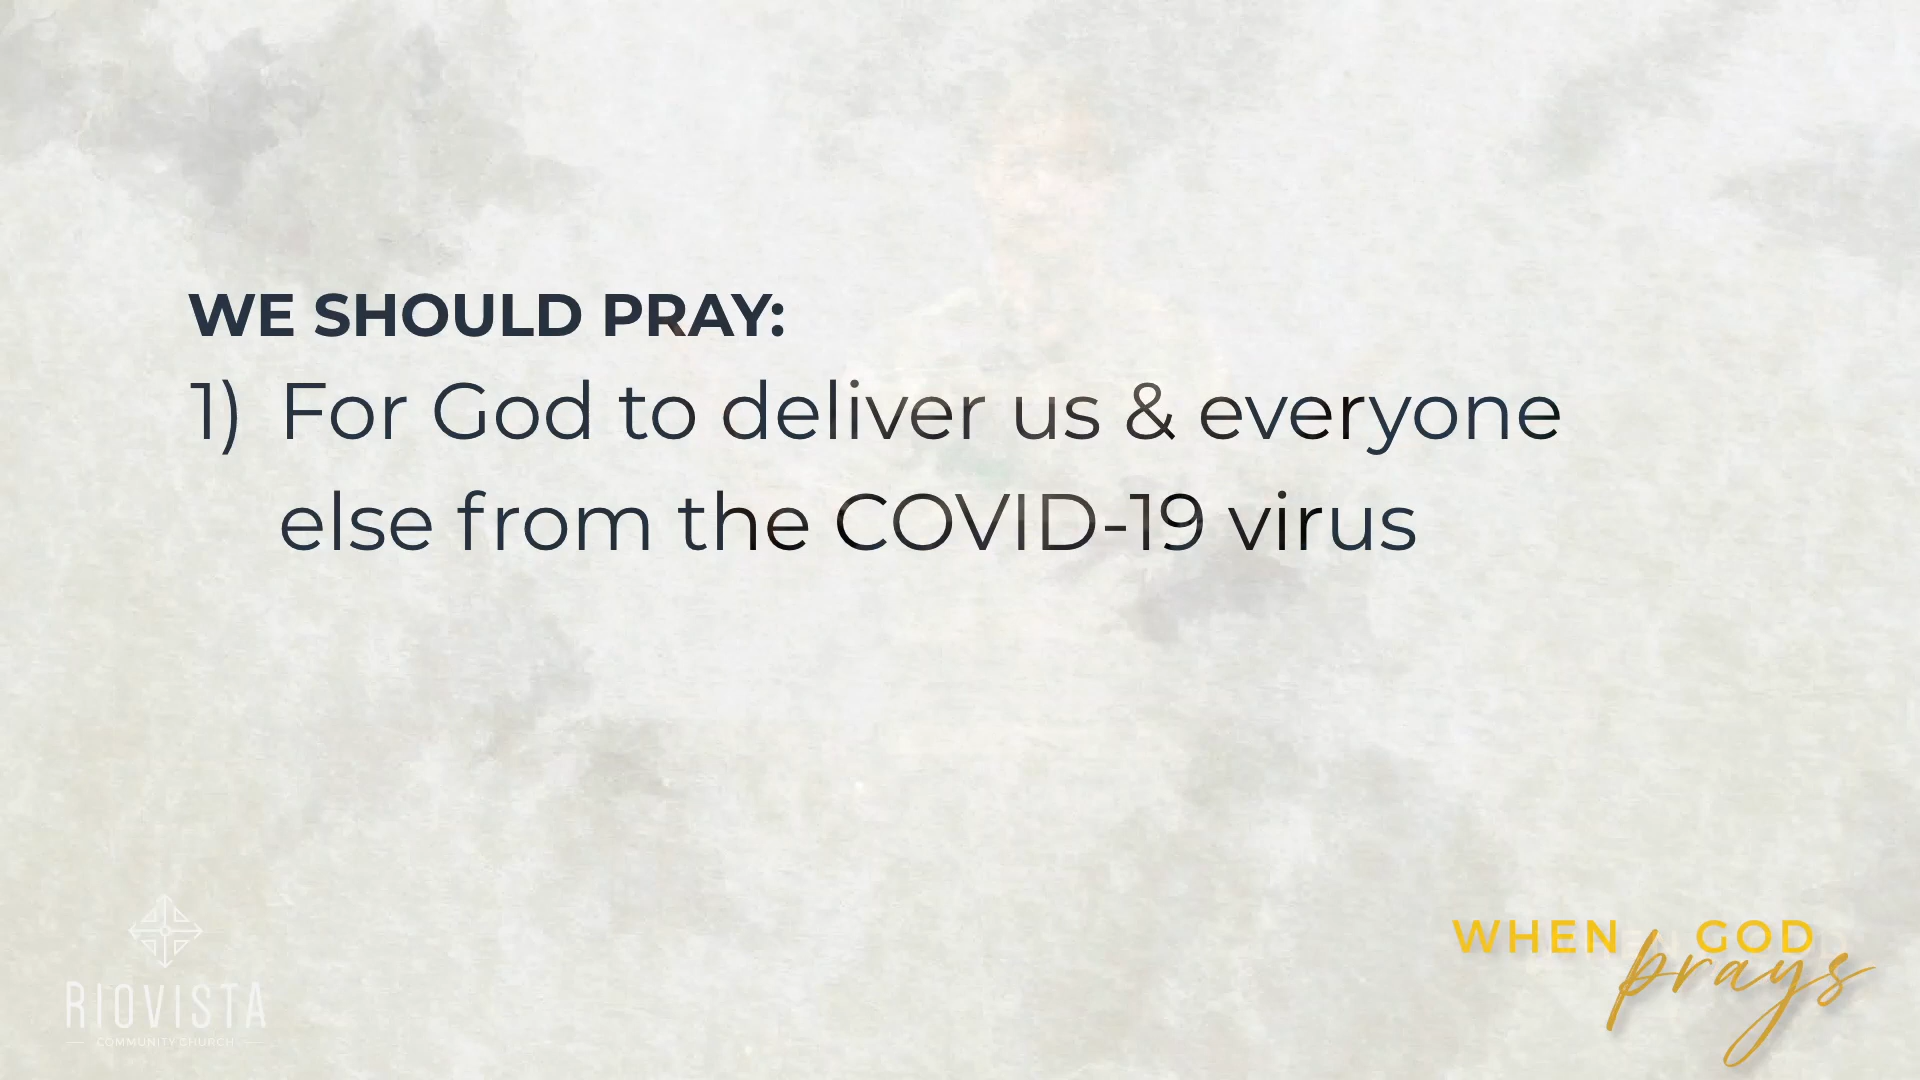 WE SHOULD PRAY:
1) For God to deliver us & everyone
else from the COVID-19 virus
RIOVISTA
COMMUNITY CHURCH
WHEN GOD
prays